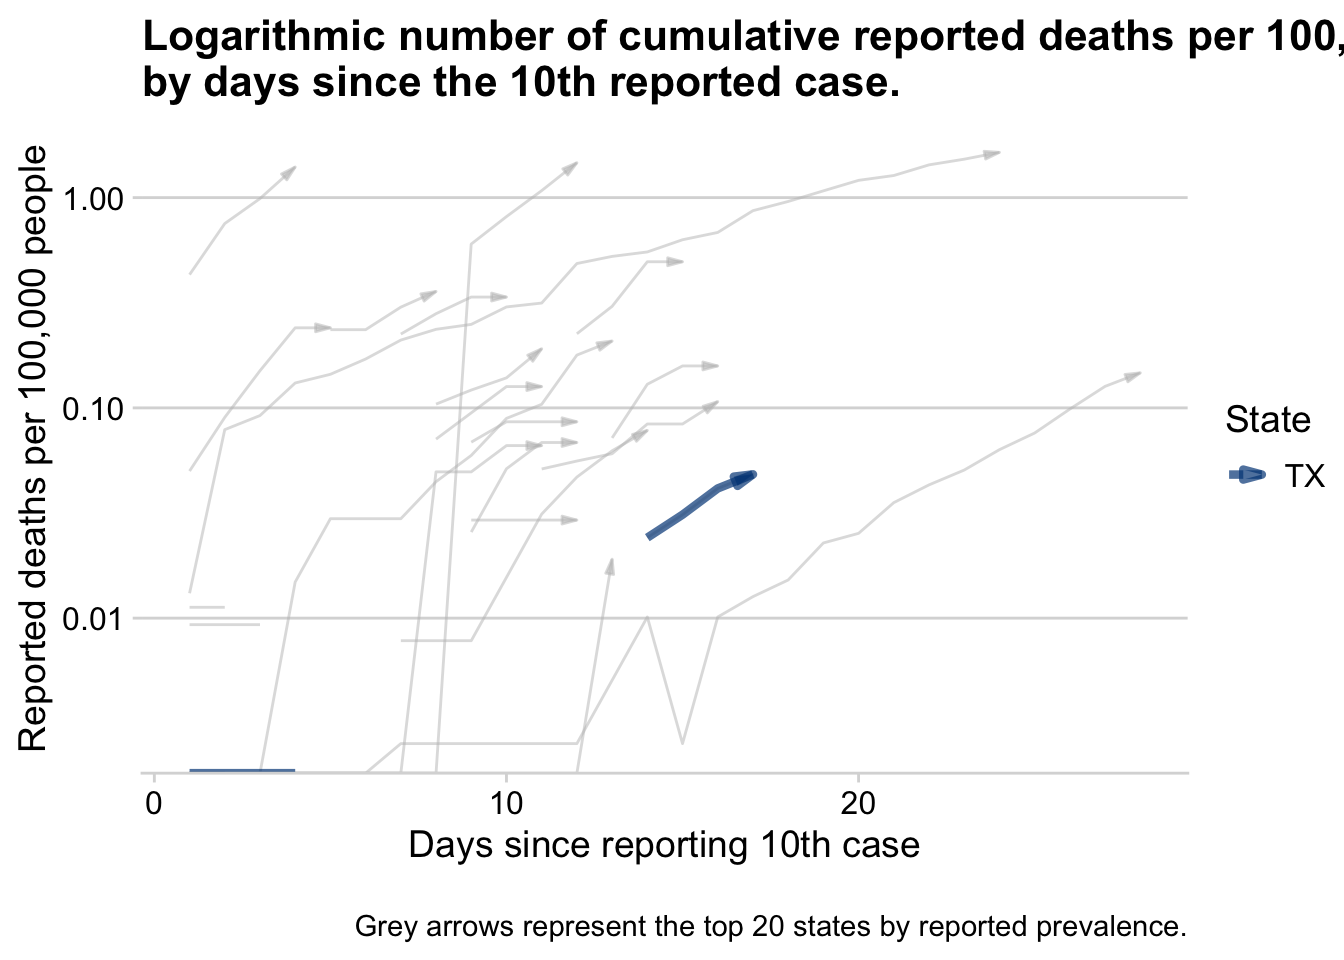 Logarithmic number of cumulative reported deaths per 100,
by days since the 10th reported case.
Reported deaths per 100,000 people
1.00
0.10
0.01
0
10
20
Days since reporting 10th case
State
TX
Grey arrows represent the top 20 states by reported prevalence.